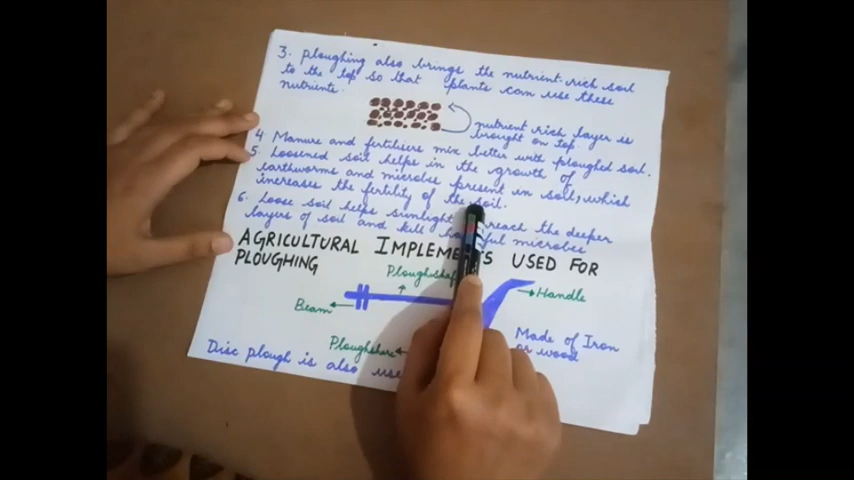 3. Ploughing also brings the nutrient-rich soil
to the top so that plants can use these
nutrients.
nutrient rich layer is
brought on top.
4 Manure and fertilisers mix better with ploughed soil.
5. Loosened soil helps in the growth of
earthworms and microbes present in soil, which
increases the fertility of the soil.
6. Loose soil helps sunlight reach the deeper
layers of soil and kill microbes
AGRICULTURAL IMPLEMENTS USED FOR
PLOUGHING
Ploughshaf
Handle
Beam
Made of Iron
or wood
Ploughshare
Disc plough is also